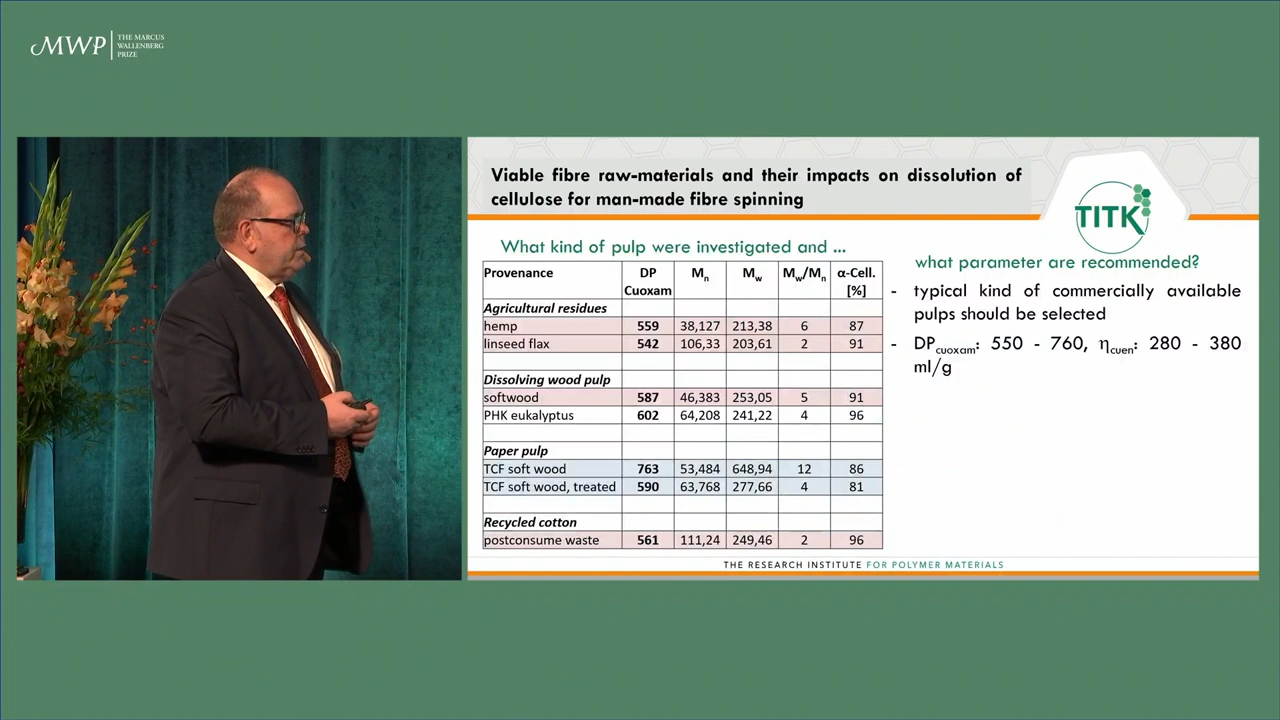 MWP
THE MARCUS
WALLENBERG
PRIZE
Viable fibre raw-materials and their impacts on dissolution of
cellulose for man-made fibre spinning
TITK
What kind of pulp were investigated and ...
Provenance DP Cuoxam Mn Mw Mw/Mn α-Cell. [%]
Agricultural residues
hemp 559 38,127 213,38 6 87
linseed flax 542 106,33 203,61 2 91
Dissolving wood pulp
softwood 587 46,383 253,05 5 91
PHK eukalyptus 602 64,208 241,22 4 96
Paper pulp
TCF soft wood 763 53,484 648,94 12 86
TCF soft wood, treated 590 63,768 277,66 4 81
Recycled cotton
postconsume waste 561 111,24 249,46 2 96
what parameter are recommended?
- typical kind of commercially available
pulps should be selected
- DPcuoxam: 550 - 760, ηcuen: 280 - 380
ml/g
THE RESEARCH INSTITUTE FOR POLYMER MATERIALS